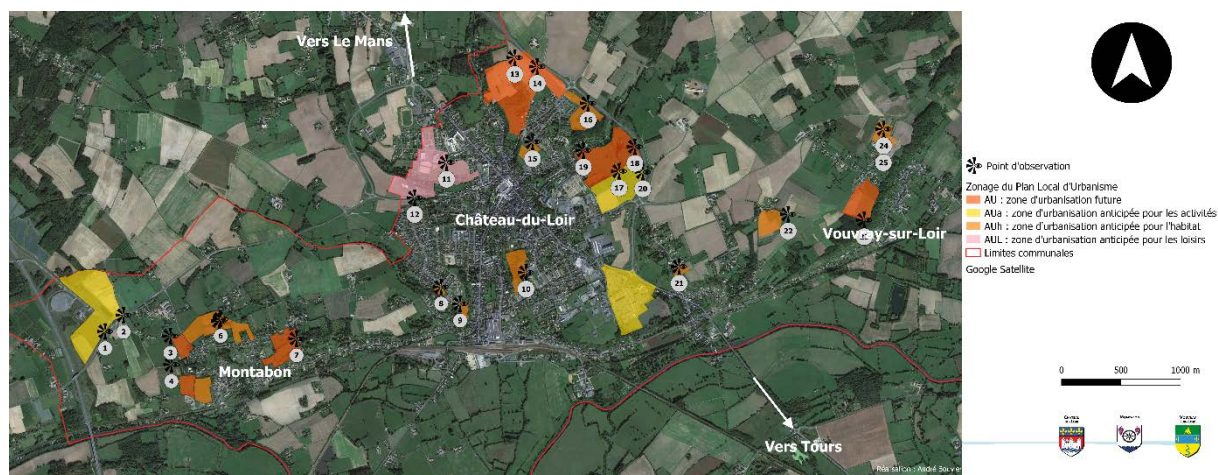 Vers Le Mans
13
14
16
15
19
18
17
20
24
25
11
12
Château-du-Loir
22
Vouvray-sur-Loir
10
21
8
9
2
1
3
6
7
4
Montabon
Vers Tours
Point d'observation
Zonage du Plan Local d'Urbanisme
AU : zone d'urbanisation future
AUa : zone d'urbanisation anticipée pour les activités
AUh : zone d'urbanisation anticipée pour l'habitat
AUL : zone d'urbanisation anticipée pour les loisirs
Limites communales
Google Satellite
0 500 1000 m
Réalisation : André